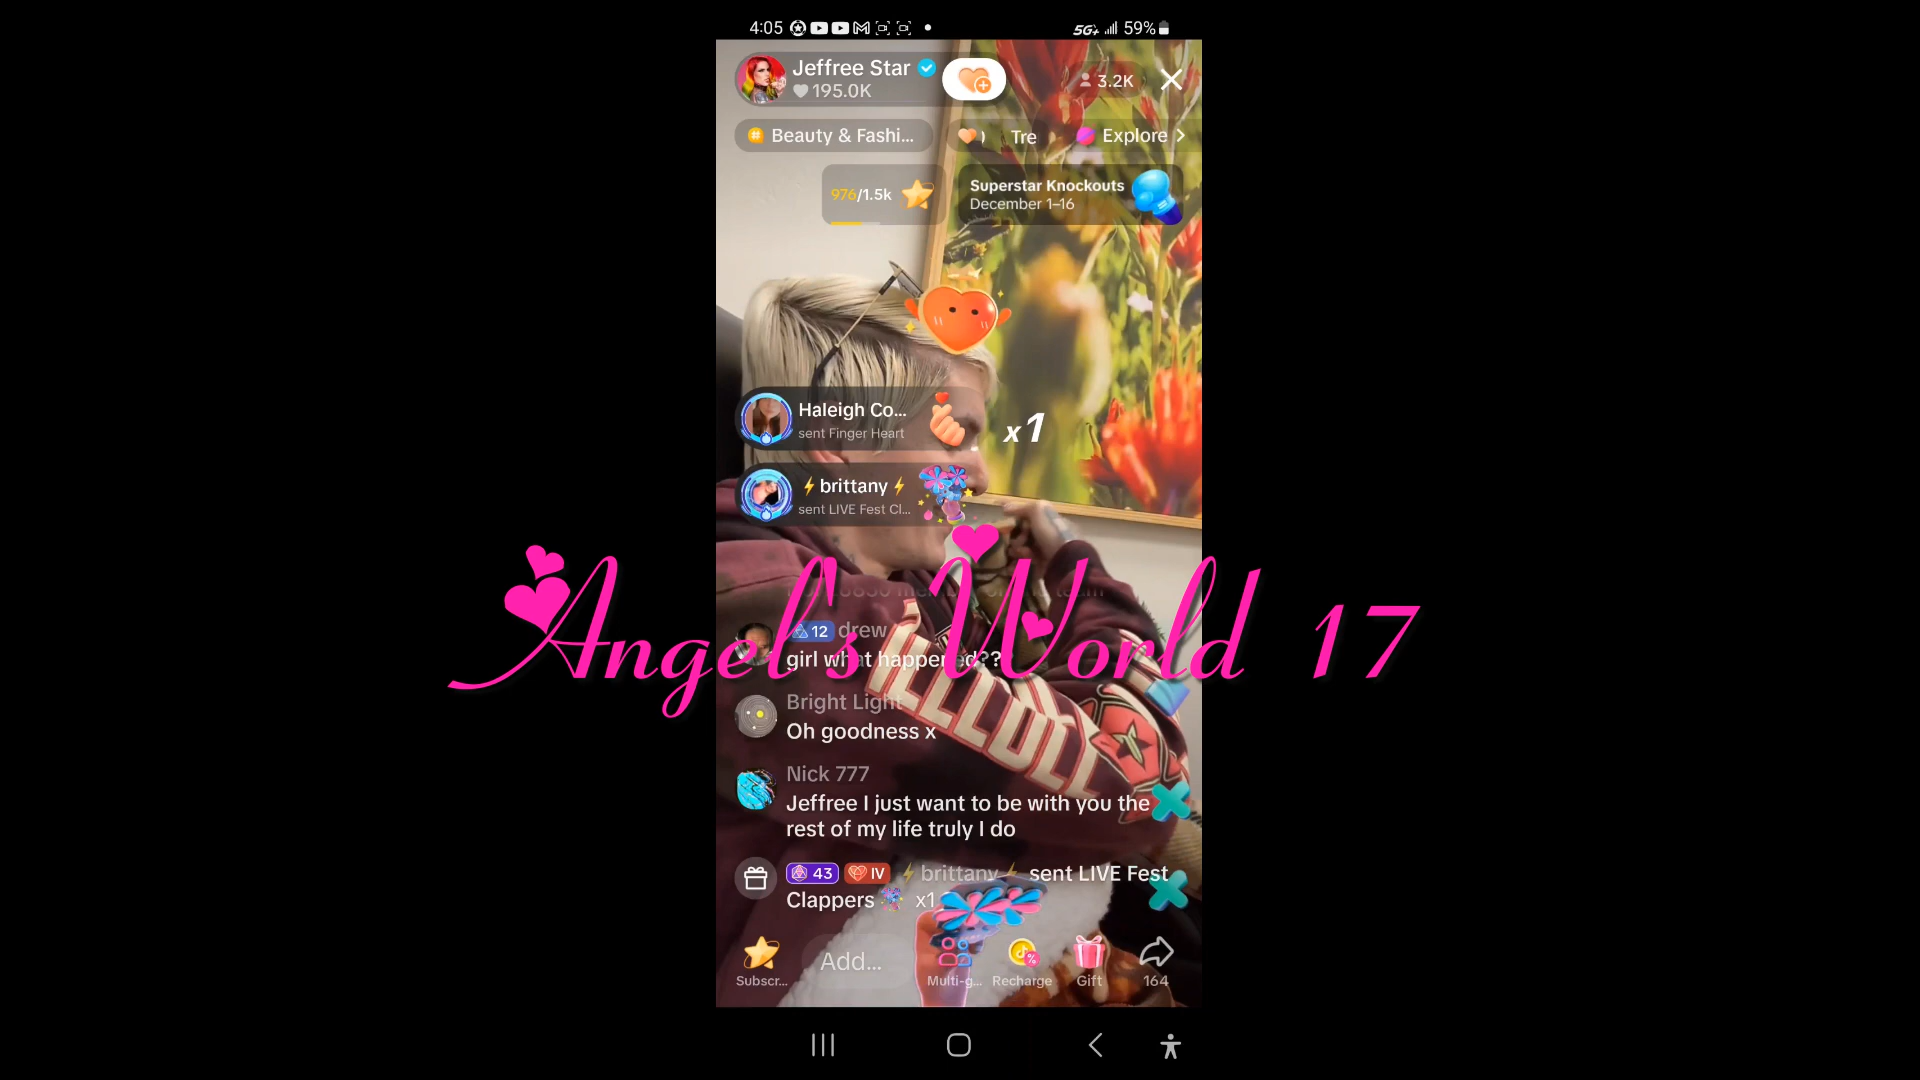 4:05
5G+ 59%
Jeffree Star
195.0K
3.2K
Beauty & Fashi...
Tre
Explore >
976/1.5k
Superstar Knockouts
December 1–16
Haleigh Co...
sent Finger Heart
x1
⚡brittany⚡
sent LIVE Fest Cl...
Angel's World 17
12 drew
girl what happened??
Bright Light
Oh goodness x
Nick 777
Jeffree I just want to be with you the
rest of my life truly I do
43 IV ⚡brittany⚡ sent LIVE Fest
Clappers x1
Add...
Subscr...
Multi-g...
Recharge
Gift
164